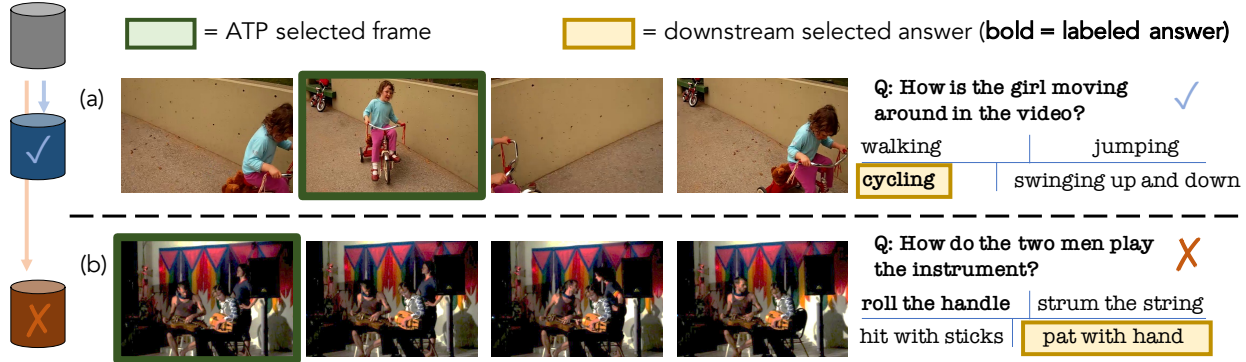 = ATP selected frame
= downstream selected answer (bold = labeled answer)
(a)
Q: How is the girl moving
around in the video?
walking
jumping
cycling
swinging up and down
(b)
Q: How do the two men play
the instrument?
roll the handle
strum the string
hit with sticks
pat with hand